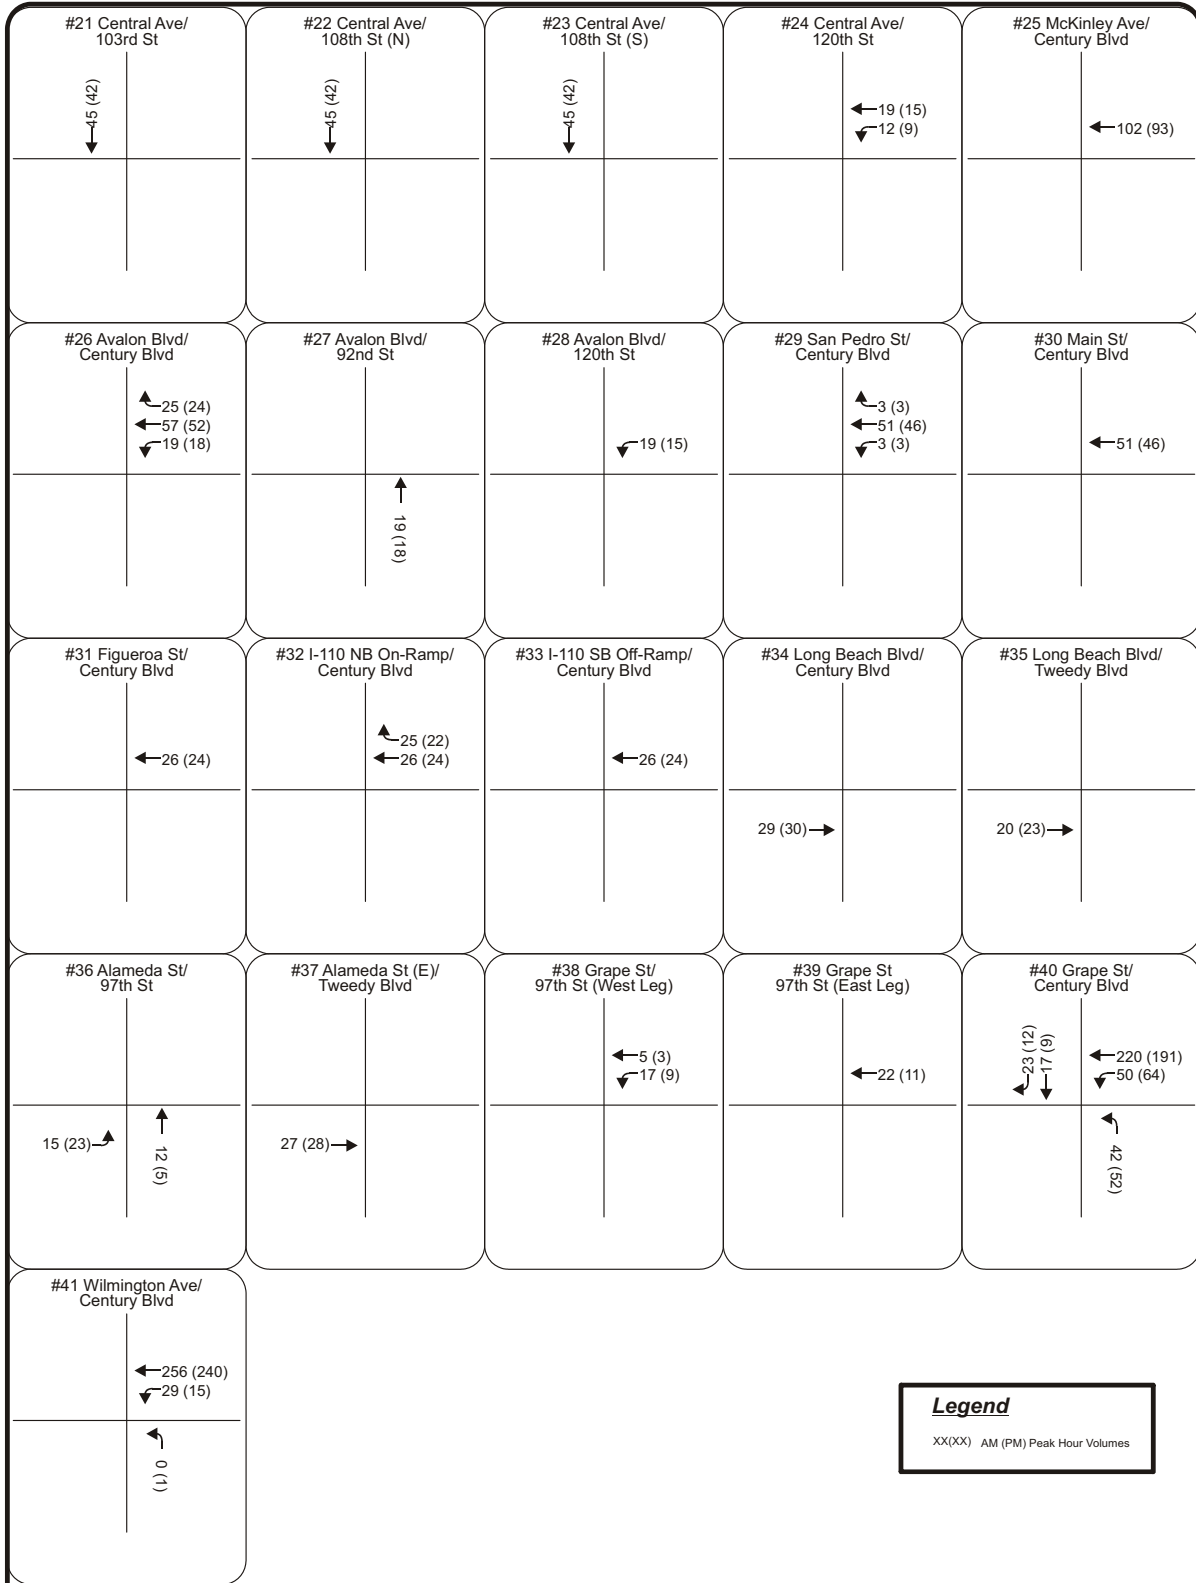 #21 Central Ave/
103rd St
45 (42)
#22 Central Ave/
108th St (N)
45 (42)
#23 Central Ave/
108th St (S)
45 (42)
#24 Central Ave/
120th St
19 (15)
12 (9)
#25 McKinley Ave/
Century Blvd
102 (93)
#26 Avalon Blvd/
Century Blvd
25 (24)
57 (52)
19 (18)
#27 Avalon Blvd/
92nd St
19 (18)
#28 Avalon Blvd/
120th St
19 (15)
#29 San Pedro St/
Century Blvd
3 (3)
51 (46)
3 (3)
#30 Main St/
Century Blvd
51 (46)
#31 Figueroa St/
Century Blvd
26 (24)
#32 I-110 NB On-Ramp/
Century Blvd
25 (22)
26 (24)
#33 I-110 SB Off-Ramp/
Century Blvd
26 (24)
#34 Long Beach Blvd/
Century Blvd
29 (30)
#35 Long Beach Blvd/
Tweedy Blvd
20 (23)
#36 Alameda St/
97th St
15 (23)
12 (5)
#37 Alameda St (E)/
Tweedy Blvd
27 (28)
#38 Grape St/
97th St (West Leg)
5 (3)
17 (9)
#39 Grape St
97th St (East Leg)
22 (11)
#40 Grape St/
Century Blvd
23 (12)
17 (9)
220 (191)
50 (64)
42 (52)
#41 Wilmington Ave/
Century Blvd
256 (240)
29 (15)
0 (1)
Legend
XX(XX) AM (PM) Peak Hour Volumes